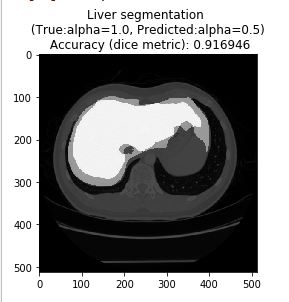 Liver segmentation
(True:alpha=1.0, Predicted:alpha=0.5)
Accuracy (dice metric): 0.916946
0
100
200
300
400
500
0 100 200 300 400 500